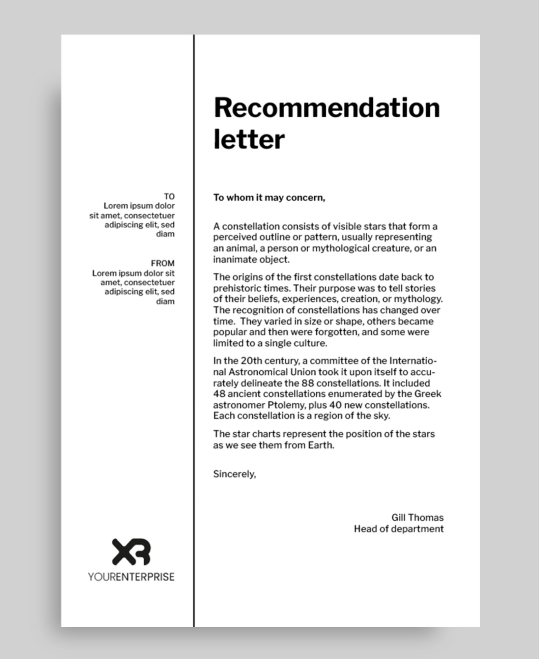 Recommendation
letter
TO
Lorem ipsum dolor
sit amet, consectetuer
adipiscing elit, sed
diam
FROM
Lorem ipsum dolor sit
amet, consectetuer
adipiscing elit, sed
diam
To whom it may concern,
A constellation consists of visible stars that form a
perceived outline or pattern, usually representing
an animal, a person or mythological creature, or an
inanimate object.
The origins of the first constellations date back to
prehistoric times. Their purpose was to tell stories
of their beliefs, experiences, creation, or mythology.
The recognition of constellations has changed over
time.  They varied in size or shape, others became
popular and then were forgotten, and some were
limited to a single culture.
In the 20th century, a committee of the Internatio-
nal Astronomical Union took it upon itself to accu-
rately delineate the 88 constellations. It included
48 ancient constellations enumerated by the Greek
astronomer Ptolemy, plus 40 new constellations.
Each constellation is a region of the sky.
The star charts represent the position of the stars
as we see them from Earth.
Sincerely,
Gill Thomas
Head of department
XR
YOURENTERPRISE